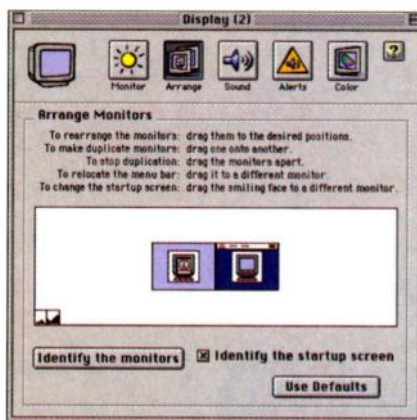 Display (2)
Monitor Arrange Sound Alerts Color
?
Arrange Monitors
To rearrange the monitors: drag them to the desired positions.
To make duplicate monitors: drag one onto another.
To stop duplication: drag the monitors apart.
To relocate the menu bar: drag it to a different monitor.
To change the startup screen: drag the smiling face to a different monitor.
Identify the monitors
Identify the startup screen
Use Defaults